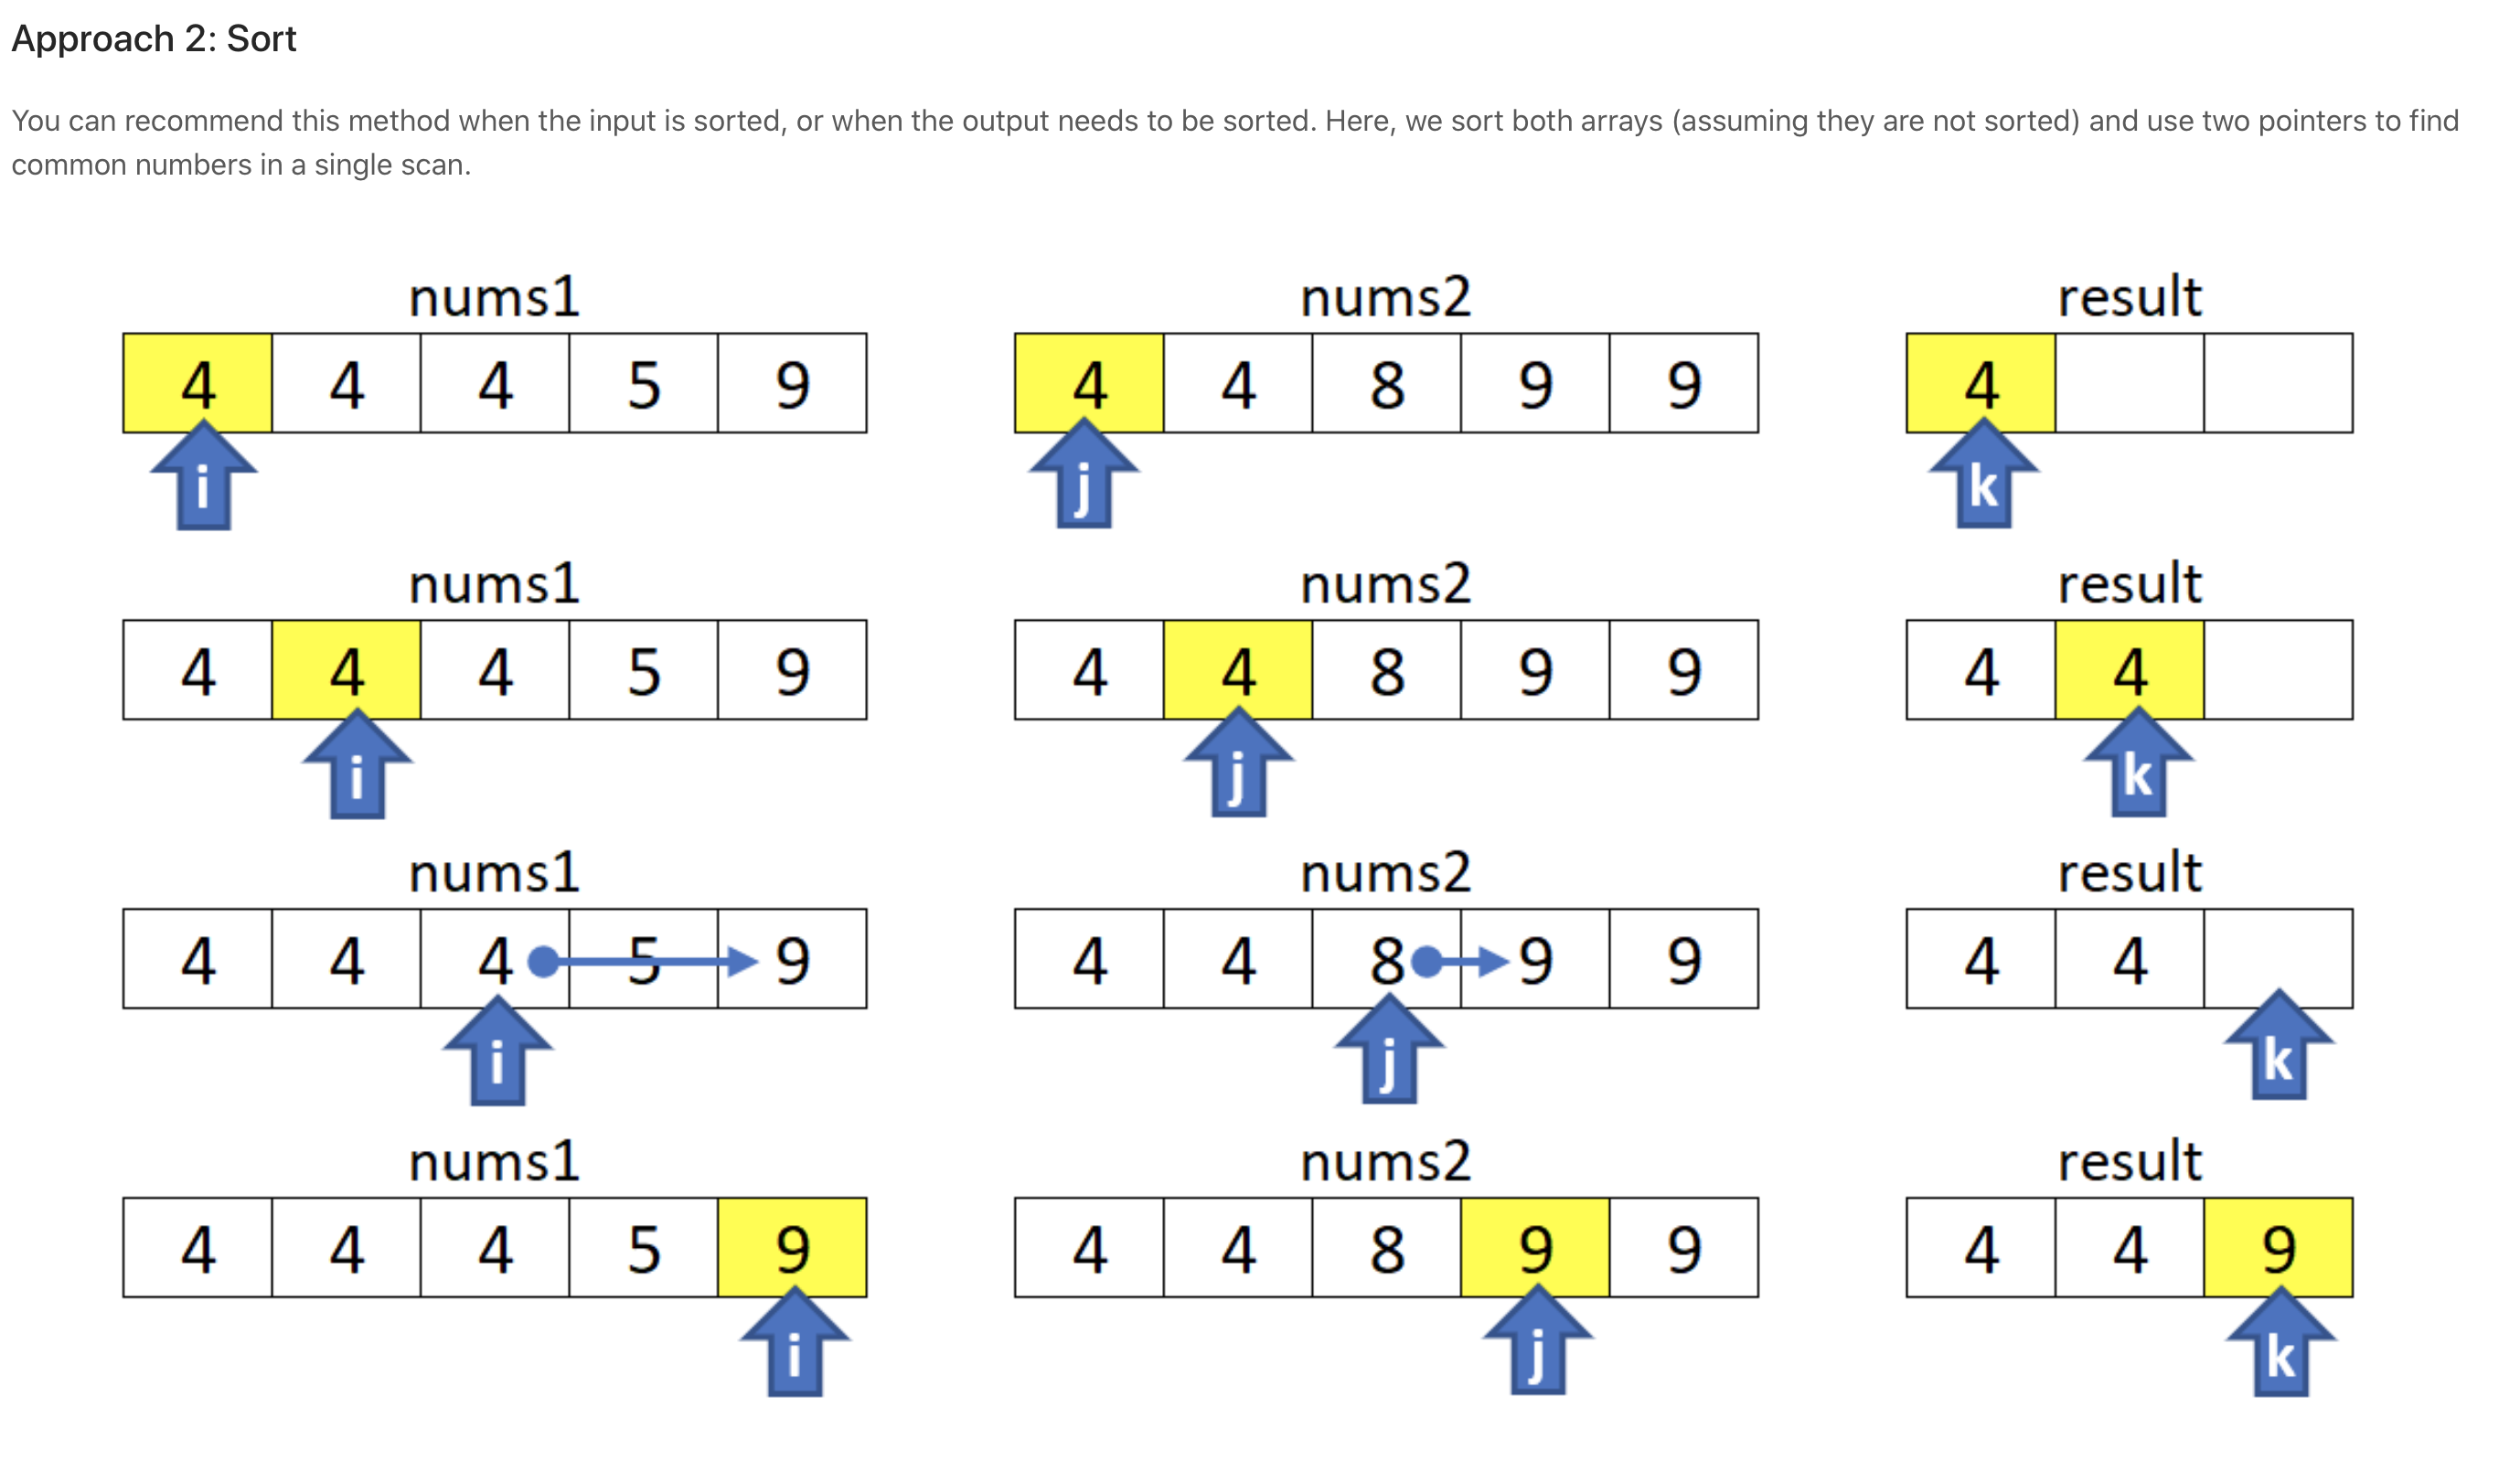 Approach 2: Sort
You can recommend this method when the input is sorted, or when the output needs to be sorted. Here, we sort both arrays (assuming they are not sorted) and use two pointers to find
common numbers in a single scan.
nums1 nums2 result
4 4 4 5 9 4 4 8 9 9 4
i j k
nums1 nums2 result
4 4 4 5 9 4 4 8 9 9 4 4
i j k
nums1 nums2 result
4 4 4 5 9 4 4 8 9 9 4 4
i j k
nums1 nums2 result
4 4 4 5 9 4 4 8 9 9 4 4 9
i j k